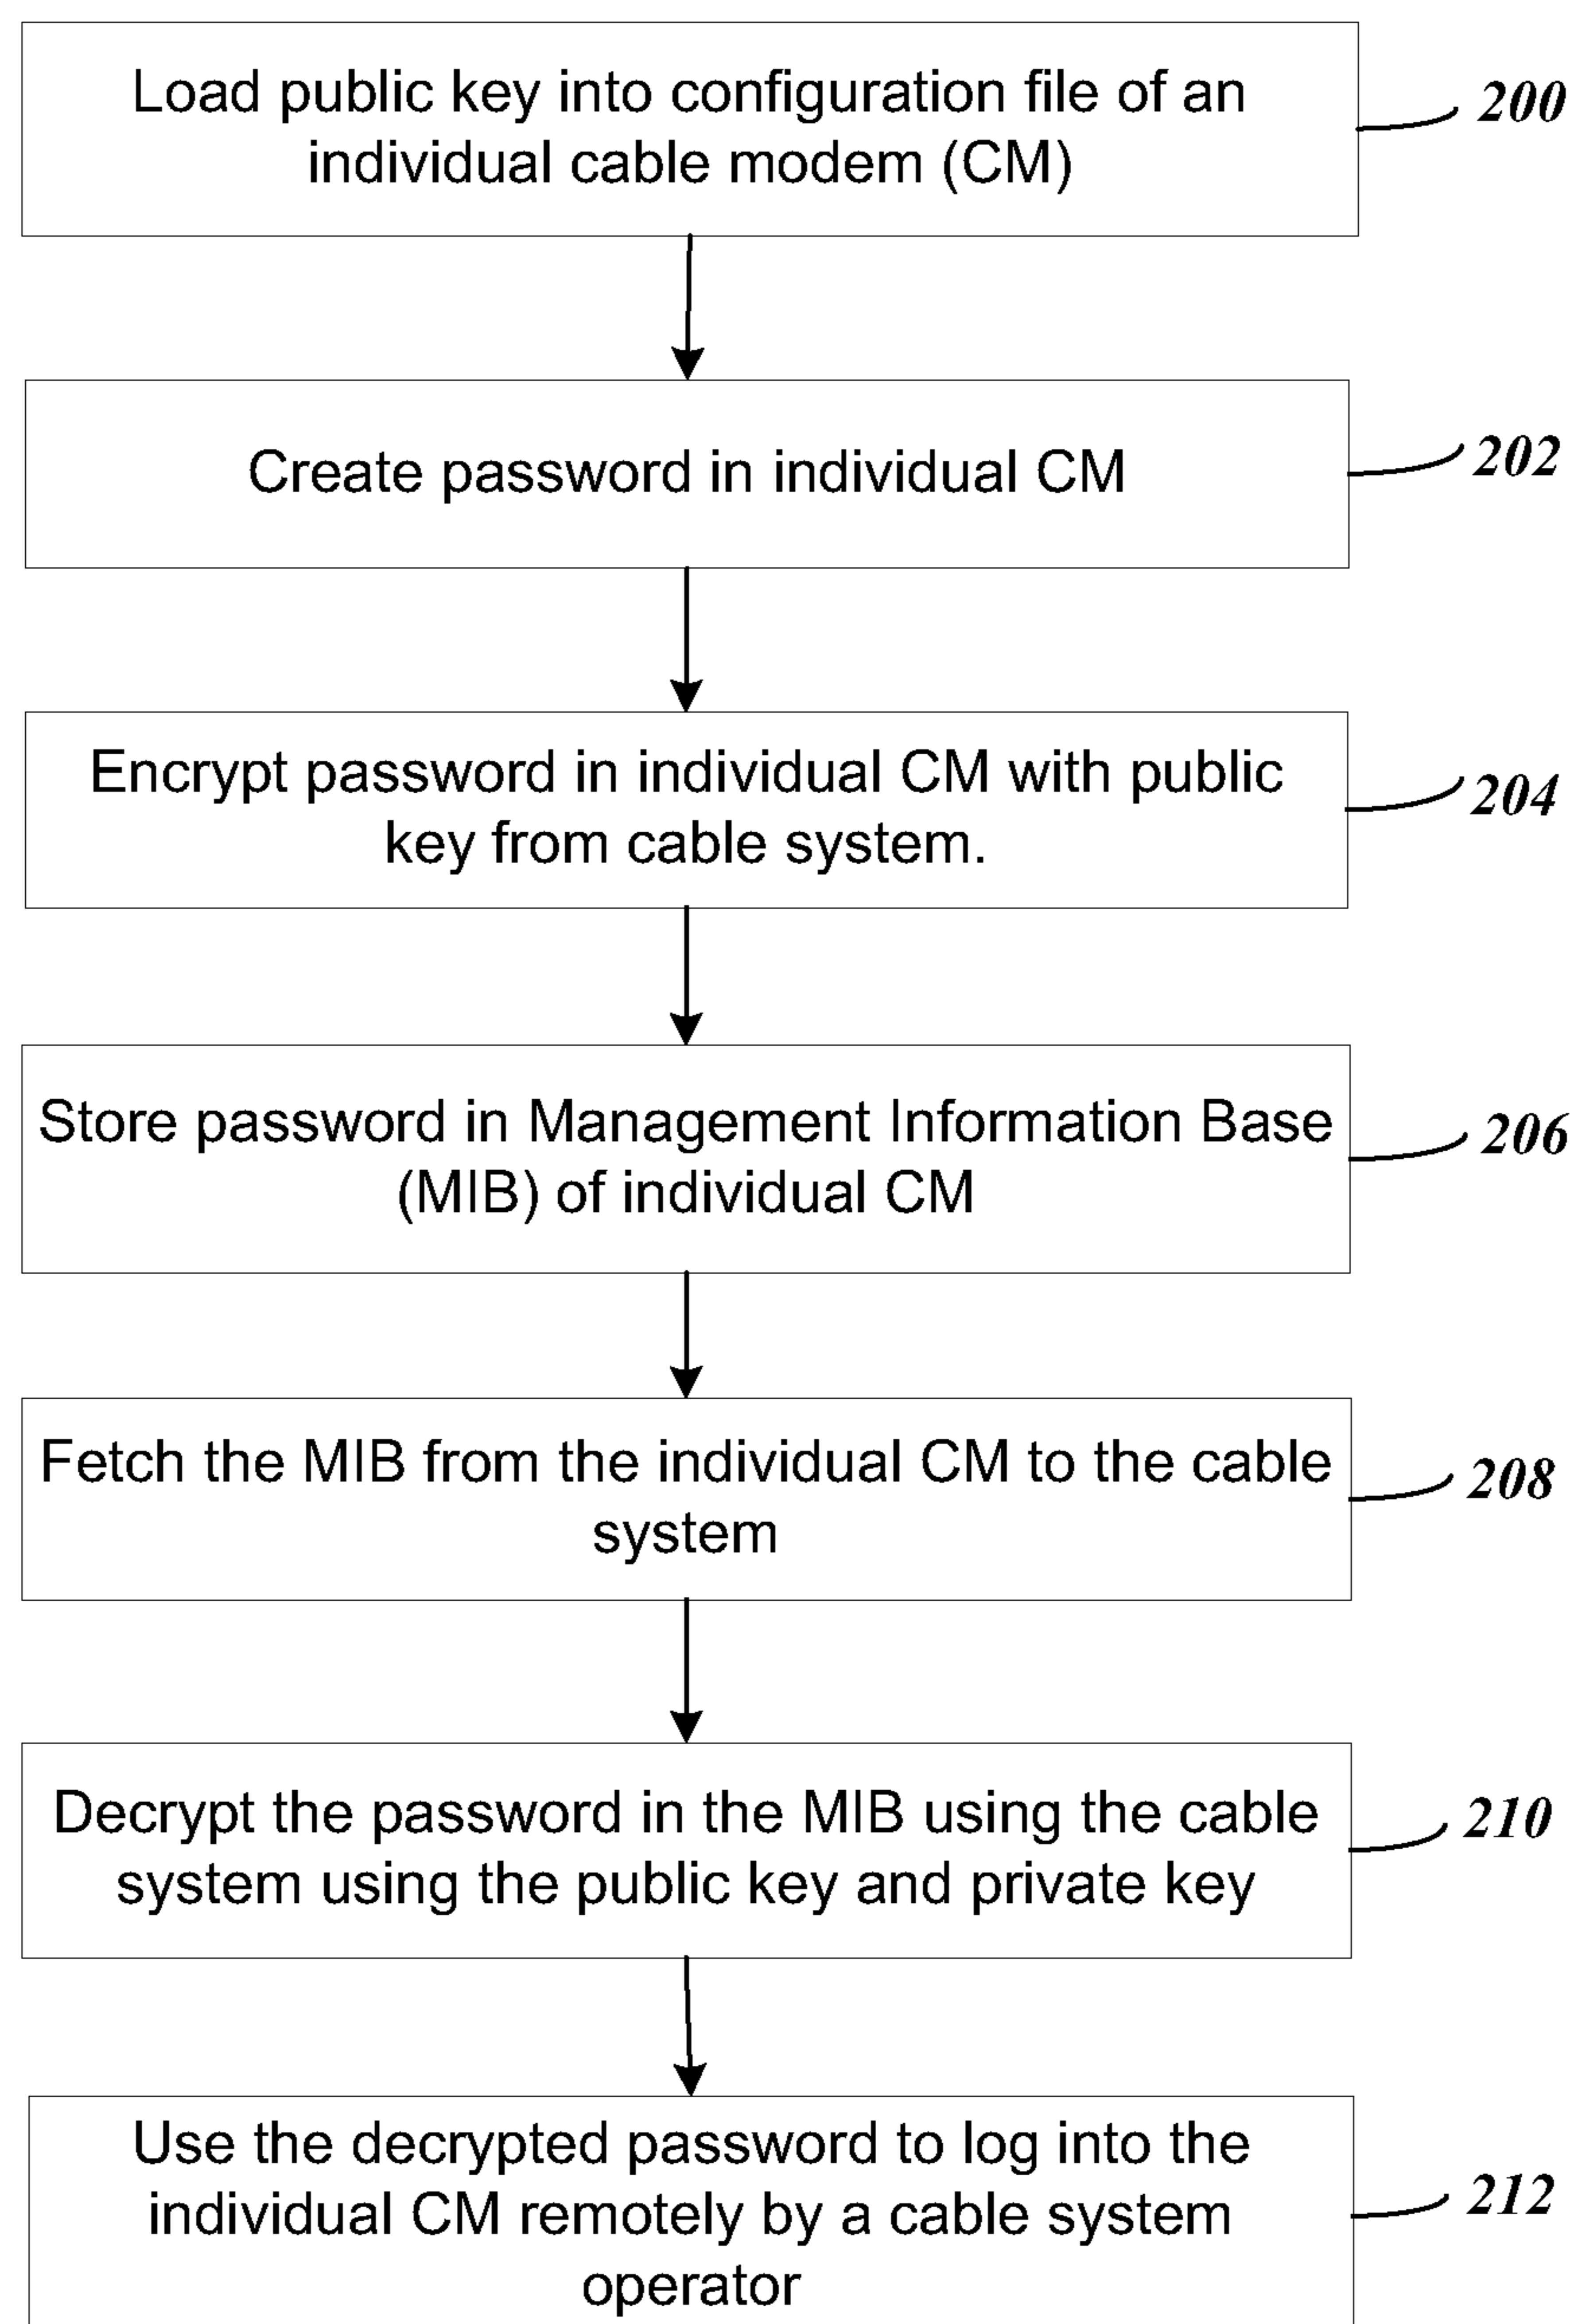 Load public key into configuration file of an
individual cable modem (CM)
200
Create password in individual CM
202
Encrypt password in individual CM with public
key from cable system.
204
Store password in Management Information Base
(MIB) of individual CM
206
Fetch the MIB from the individual CM to the cable
system
208
Decrypt the password in the MIB using the cable
system using the public key and private key
210
Use the decrypted password to log into the
individual CM remotely by a cable system
operator
212